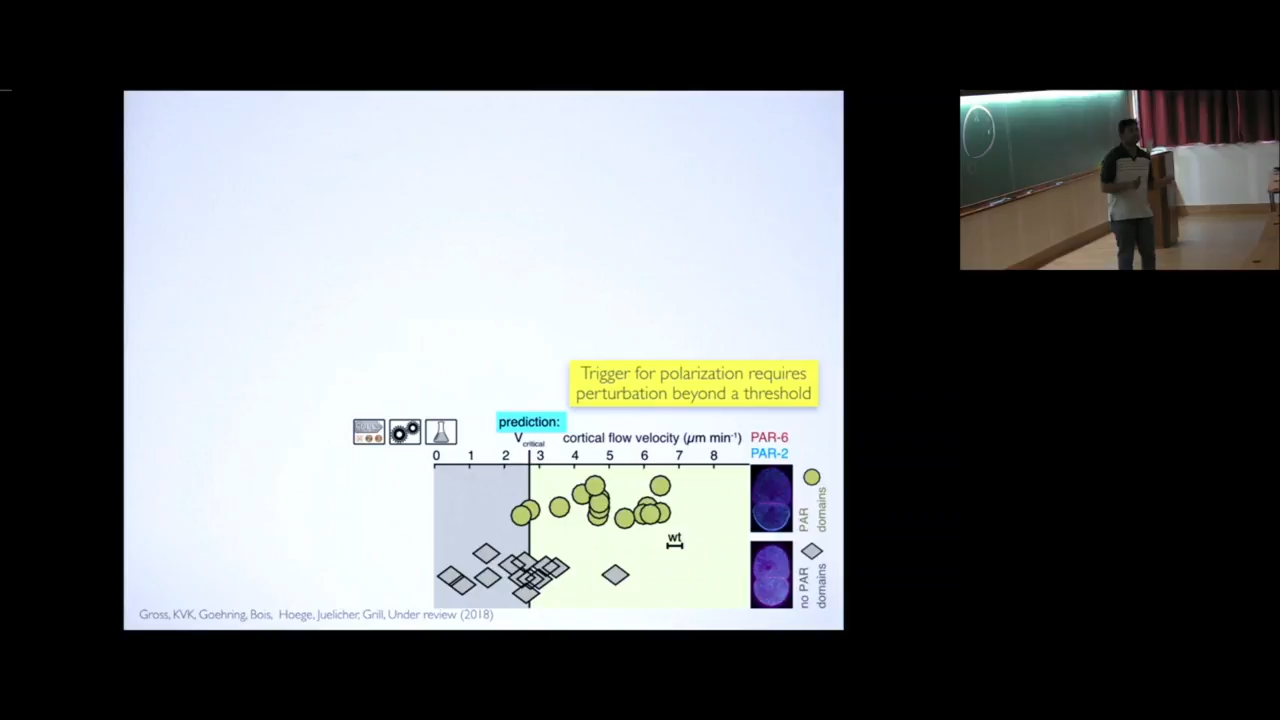 Trigger for polarization requires
perturbation beyond a threshold
prediction:
Vcritical
cortical flow velocity (µm min⁻¹)
PAR-6
PAR-2
0 1 2 3 4 5 6 7 8
PAR
domains
wt
no PAR
domains
Gross, KVK, Goehring, Bois, Hoege, Juelicher, Grill, Under review (2018)